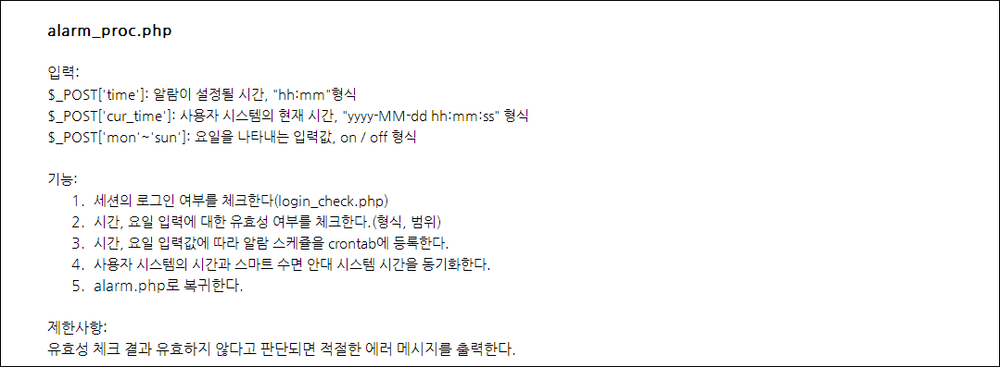 alarm_proc.php
입력:
$_POST['time']: 알람이 설정될 시간, "hh:mm"형식
$_POST['cur_time']: 사용자 시스템의 현재 시간, "yyyy-MM-dd hh:mm:ss" 형식
$_POST['mon'~'sun']: 요일을 나타내는 입력값, on / off 형식
기능:
1. 세션의 로그인 여부를 체크한다(login_check.php)
2. 시간, 요일 입력에 대한 유효성 여부를 체크한다.(형식, 범위)
3. 시간, 요일 입력값에 따라 알람 스케쥴을 crontab에 등록한다.
4. 사용자 시스템의 시간과 스마트 수면 안대 시스템 시간을 동기화한다.
5. alarm.php로 복귀한다.
제한사항:
유효성 체크 결과 유효하지 않다고 판단되면 적절한 에러 메시지를 출력한다.